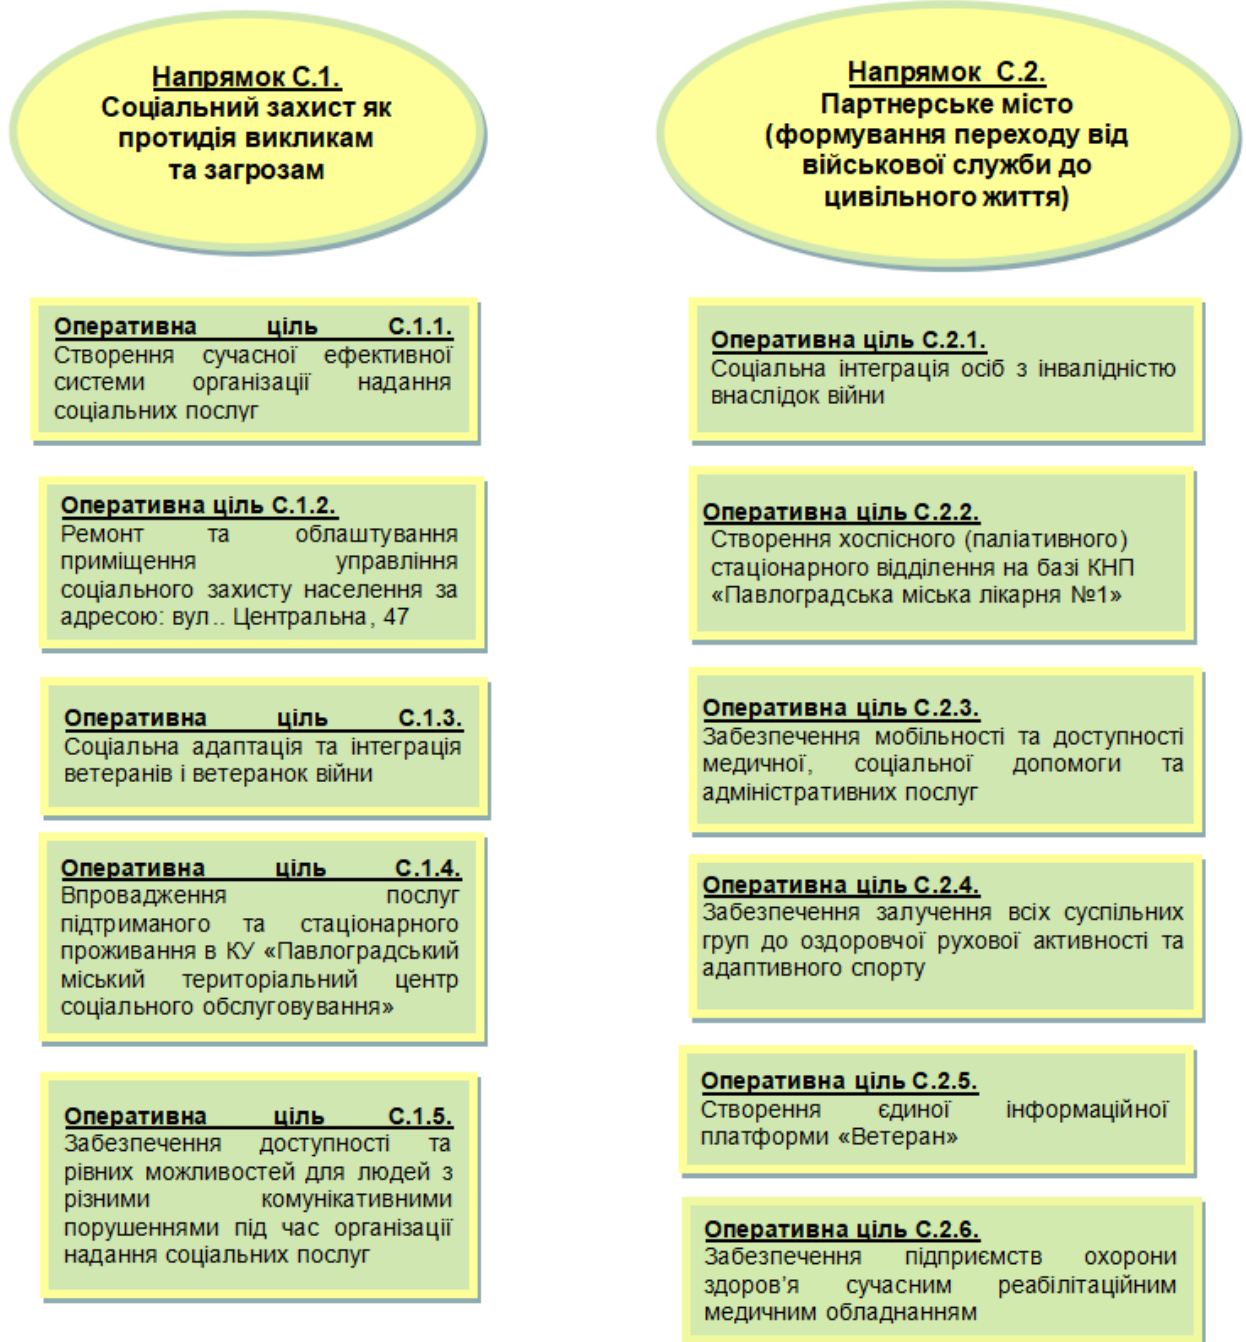 Напрямок С.1.
Соціальний захист як
протидія викликам
та загрозам
Оперативна ціль С.1.1.
Створення сучасної ефективної
системи організації надання
соціальних послуг
Оперативна ціль С.1.2.
Ремонт та облаштування
приміщення управління
соціального захисту населення за
адресою: вул.. Центральна, 47
Оперативна ціль С.1.3.
Соціальна адаптація та інтеграція
ветеранів і ветеранок війни
Оперативна ціль С.1.4.
Впровадження послуг
підтриманого та стаціонарного
проживання в КУ «Павлоградський
міський територіальний центр
соціального обслуговування»
Оперативна ціль С.1.5.
Забезпечення доступності та
рівних можливостей для людей з
різними комунікативними
порушеннями під час організації
надання соціальних послуг
Напрямок С.2.
Партнерське місто
(формування переходу від
військової служби до
цивільного життя)
Оперативна ціль С.2.1.
Соціальна інтеграція осіб з інвалідністю
внаслідок війни
Оперативна ціль С.2.2.
Створення хоспісного (паліативного)
стаціонарного відділення на базі КНП
«Павлоградська міська лікарня №1»
Оперативна ціль С.2.3.
Забезпечення мобільності та доступності
медичної, соціальної допомоги та
адміністративних послуг
Оперативна ціль С.2.4.
Забезпечення залучення всіх суспільних
груп до оздоровчої рухової активності та
адаптивного спорту
Оперативна ціль С.2.5.
Створення єдиної інформаційної
платформи «Ветеран»
Оперативна ціль С.2.6.
Забезпечення підприємств охорони
здоров’я сучасним реабілітаційним
медичним обладнанням